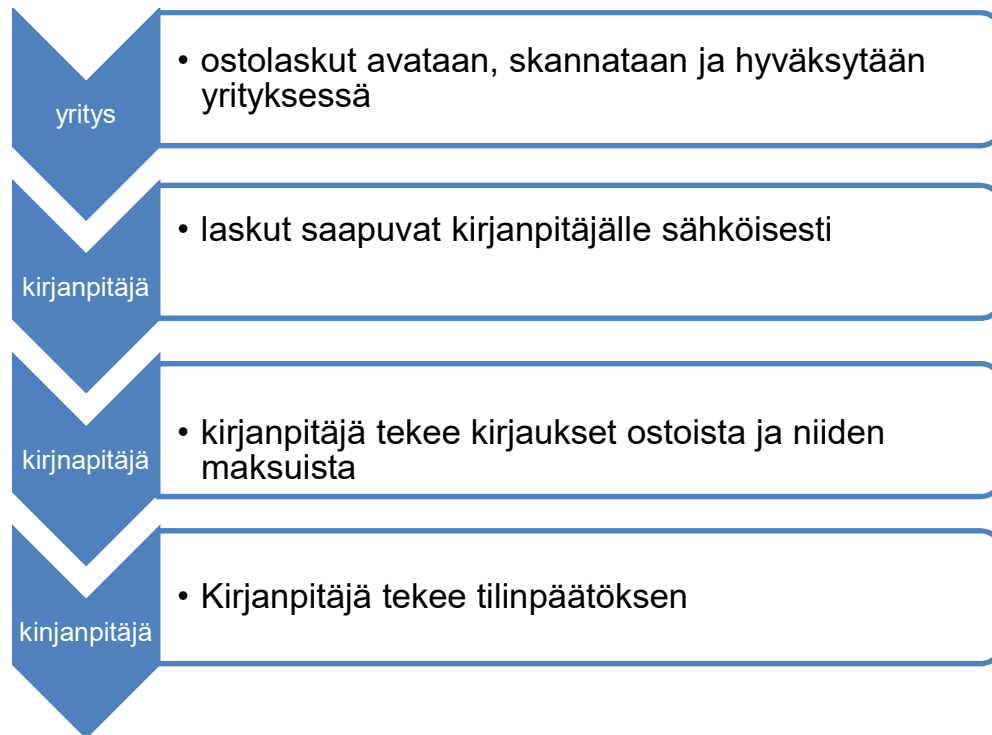 yritys
• ostolaskut avataan, skannataan ja hyväksytään
yrityksessä
kirjanpitäjä
• laskut saapuvat kirjanpitäjälle sähköisesti
kirjnapitäjä
• kirjanpitäjä tekee kirjaukset ostoista ja niiden
maksuista
kinjanpitäjä
• Kirjanpitäjä tekee tilinpäätöksen